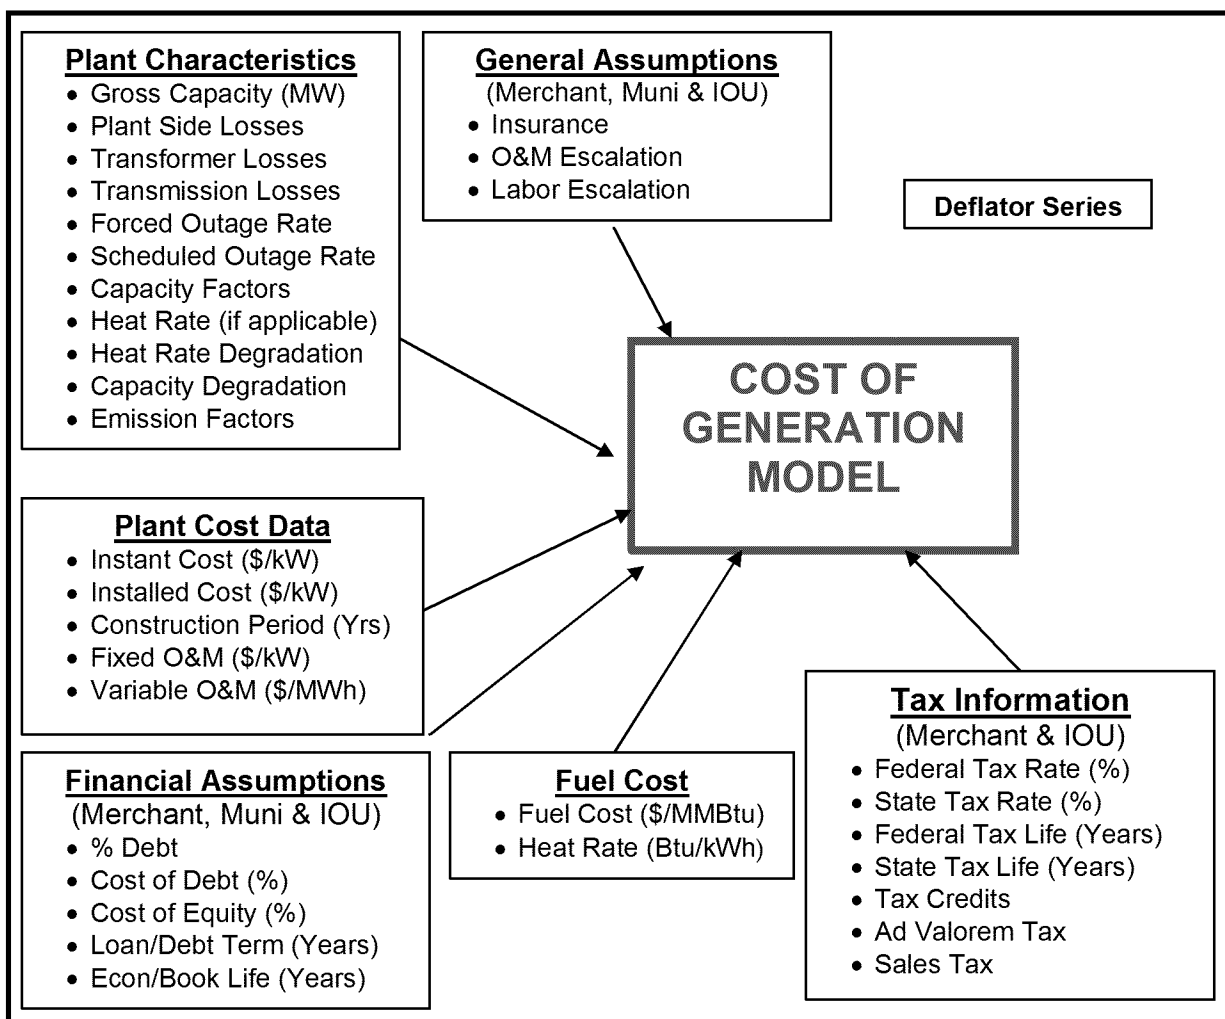 Plant Characteristics
• Gross Capacity (MW)
• Plant Side Losses
• Transformer Losses
• Transmission Losses
• Forced Outage Rate
• Scheduled Outage Rate
• Capacity Factors
• Heat Rate (if applicable)
• Heat Rate Degradation
• Capacity Degradation
• Emission Factors
General Assumptions
(Merchant, Muni & IOU)
• Insurance
• O&M Escalation
• Labor Escalation
Deflator Series
COST OF
GENERATION
MODEL
Plant Cost Data
• Instant Cost ($/kW)
• Installed Cost ($/kW)
• Construction Period (Yrs)
• Fixed O&M ($/kW)
• Variable O&M ($/MWh)
Financial Assumptions
(Merchant, Muni & IOU)
• % Debt
• Cost of Debt (%)
• Cost of Equity (%)
• Loan/Debt Term (Years)
• Econ/Book Life (Years)
Fuel Cost
• Fuel Cost ($/MMBtu)
• Heat Rate (Btu/kWh)
Tax Information
(Merchant & IOU)
• Federal Tax Rate (%)
• State Tax Rate (%)
• Federal Tax Life (Years)
• State Tax Life (Years)
• Tax Credits
• Ad Valorem Tax
• Sales Tax